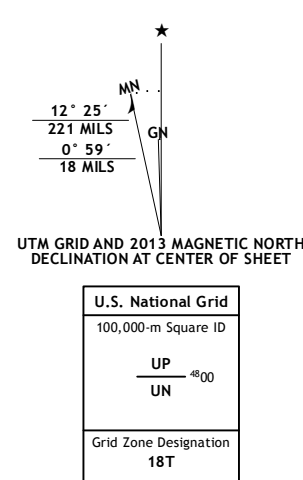 ★
MN
12° 25´
221 MILS
GN
0° 59´
18 MILS
UTM GRID AND 2013 MAGNETIC NORTH
DECLINATION AT CENTER OF SHEET
U.S. National Grid
100,000-m Square ID
UP
4800
UN
Grid Zone Designation
18T